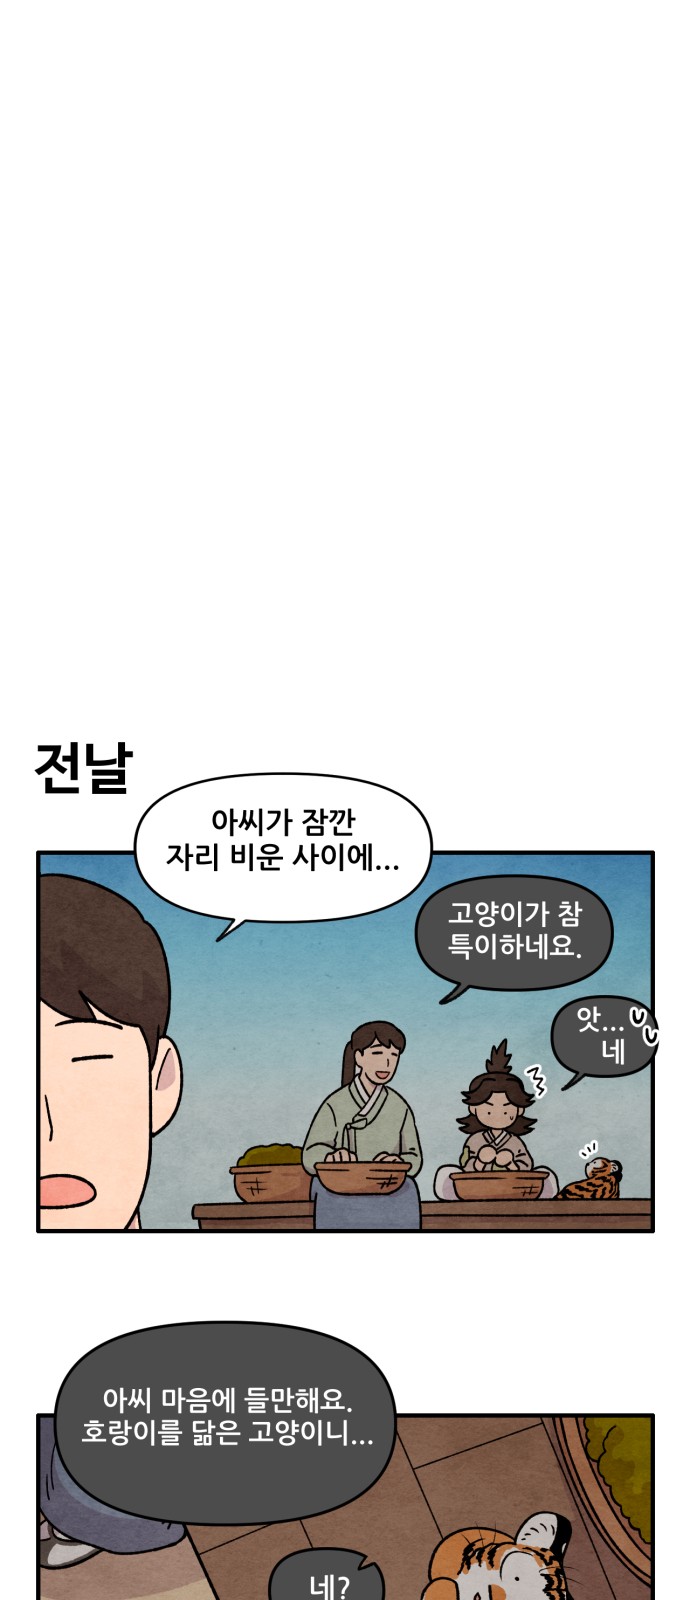 전날
아씨가 잠깐
자리 비운 사이에...
고양이가 참
특이하네요.
앗...
네
아씨 마음에 들만해요.
호랑이를 닮은 고양이니...
네?